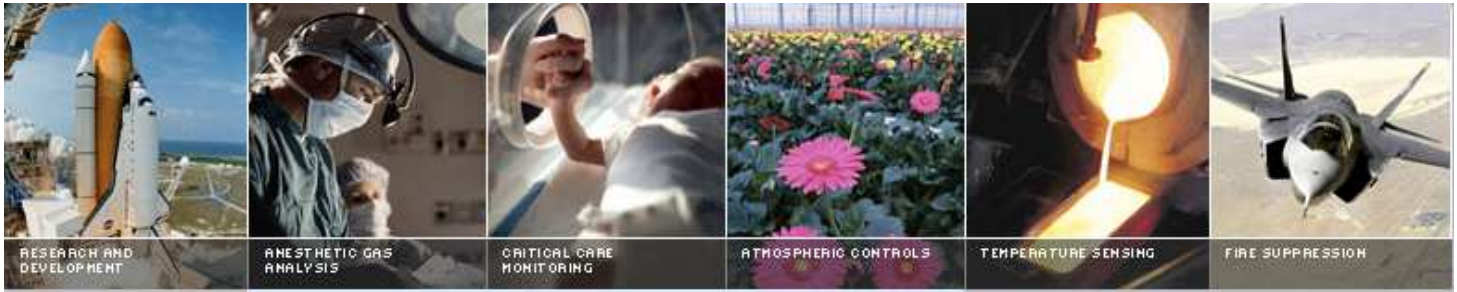 RESEARCH AND
DEVELOPMENT
ANESTHETIC GAS
ANALYSIS
CRITICAL CARE
MONITORING
ATMOSPHERIC CONTROLS
TEMPERATURE SENSING
FIRE SUPPRESSION